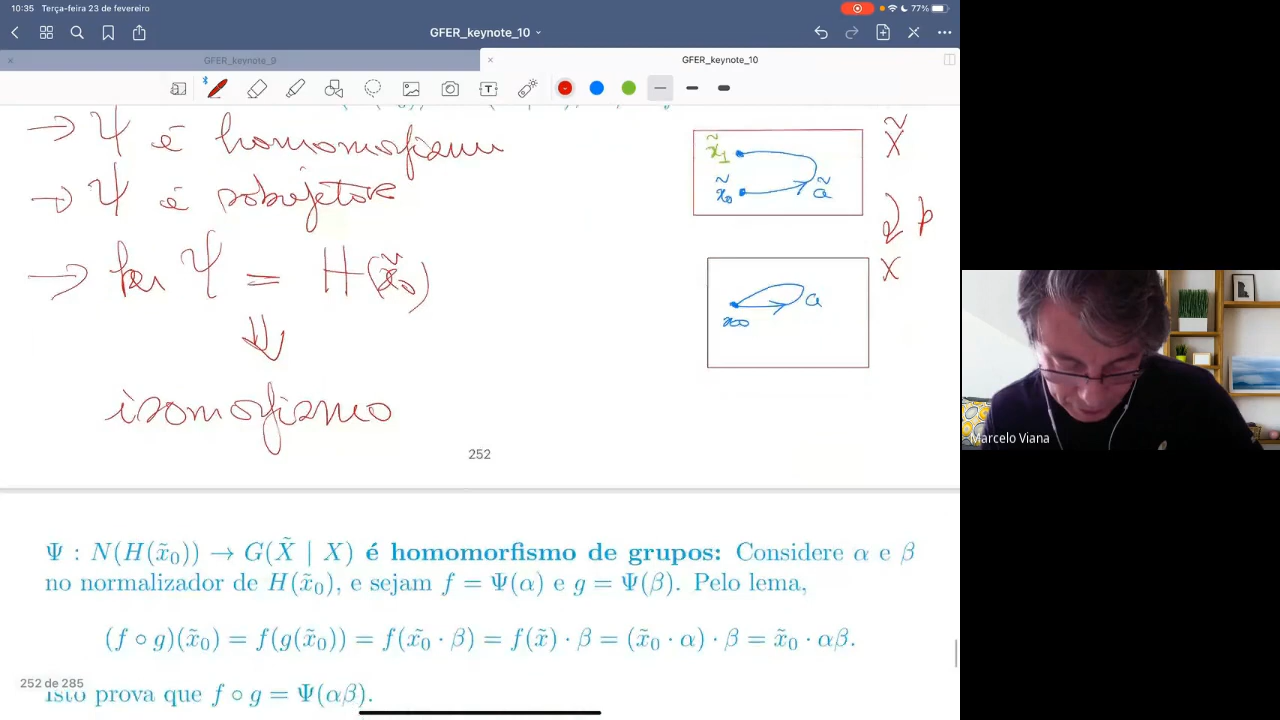 10:35 Terça-feira 23 de fevereiro
77%
GFER_keynote_10
GFER_keynote_9
GFER_keynote_10
→ Ψ é homomorfismo
→ Ψ é sobrejetor
→ ker Ψ = H(x̃₀)
⇓
isomorfismo
x̃₁
x̃₀
ã
X̃
p
X
a
x₀
252
Ψ : N(H(x̃₀)) → G(X̃ | X) é homomorfismo de grupos: Considere α e β
no normalizador de H(x̃₀), e sejam f = Ψ(α) e g = Ψ(β). Pelo lema,
(f ∘ g)(x̃₀) = f(g(x̃₀)) = f(x̃₀ · β) = f(x̃) · β = (x̃₀ · α) · β = x̃₀ · αβ.
252 de 285
Isto prova que f ∘ g = Ψ(αβ).
Marcelo Viana